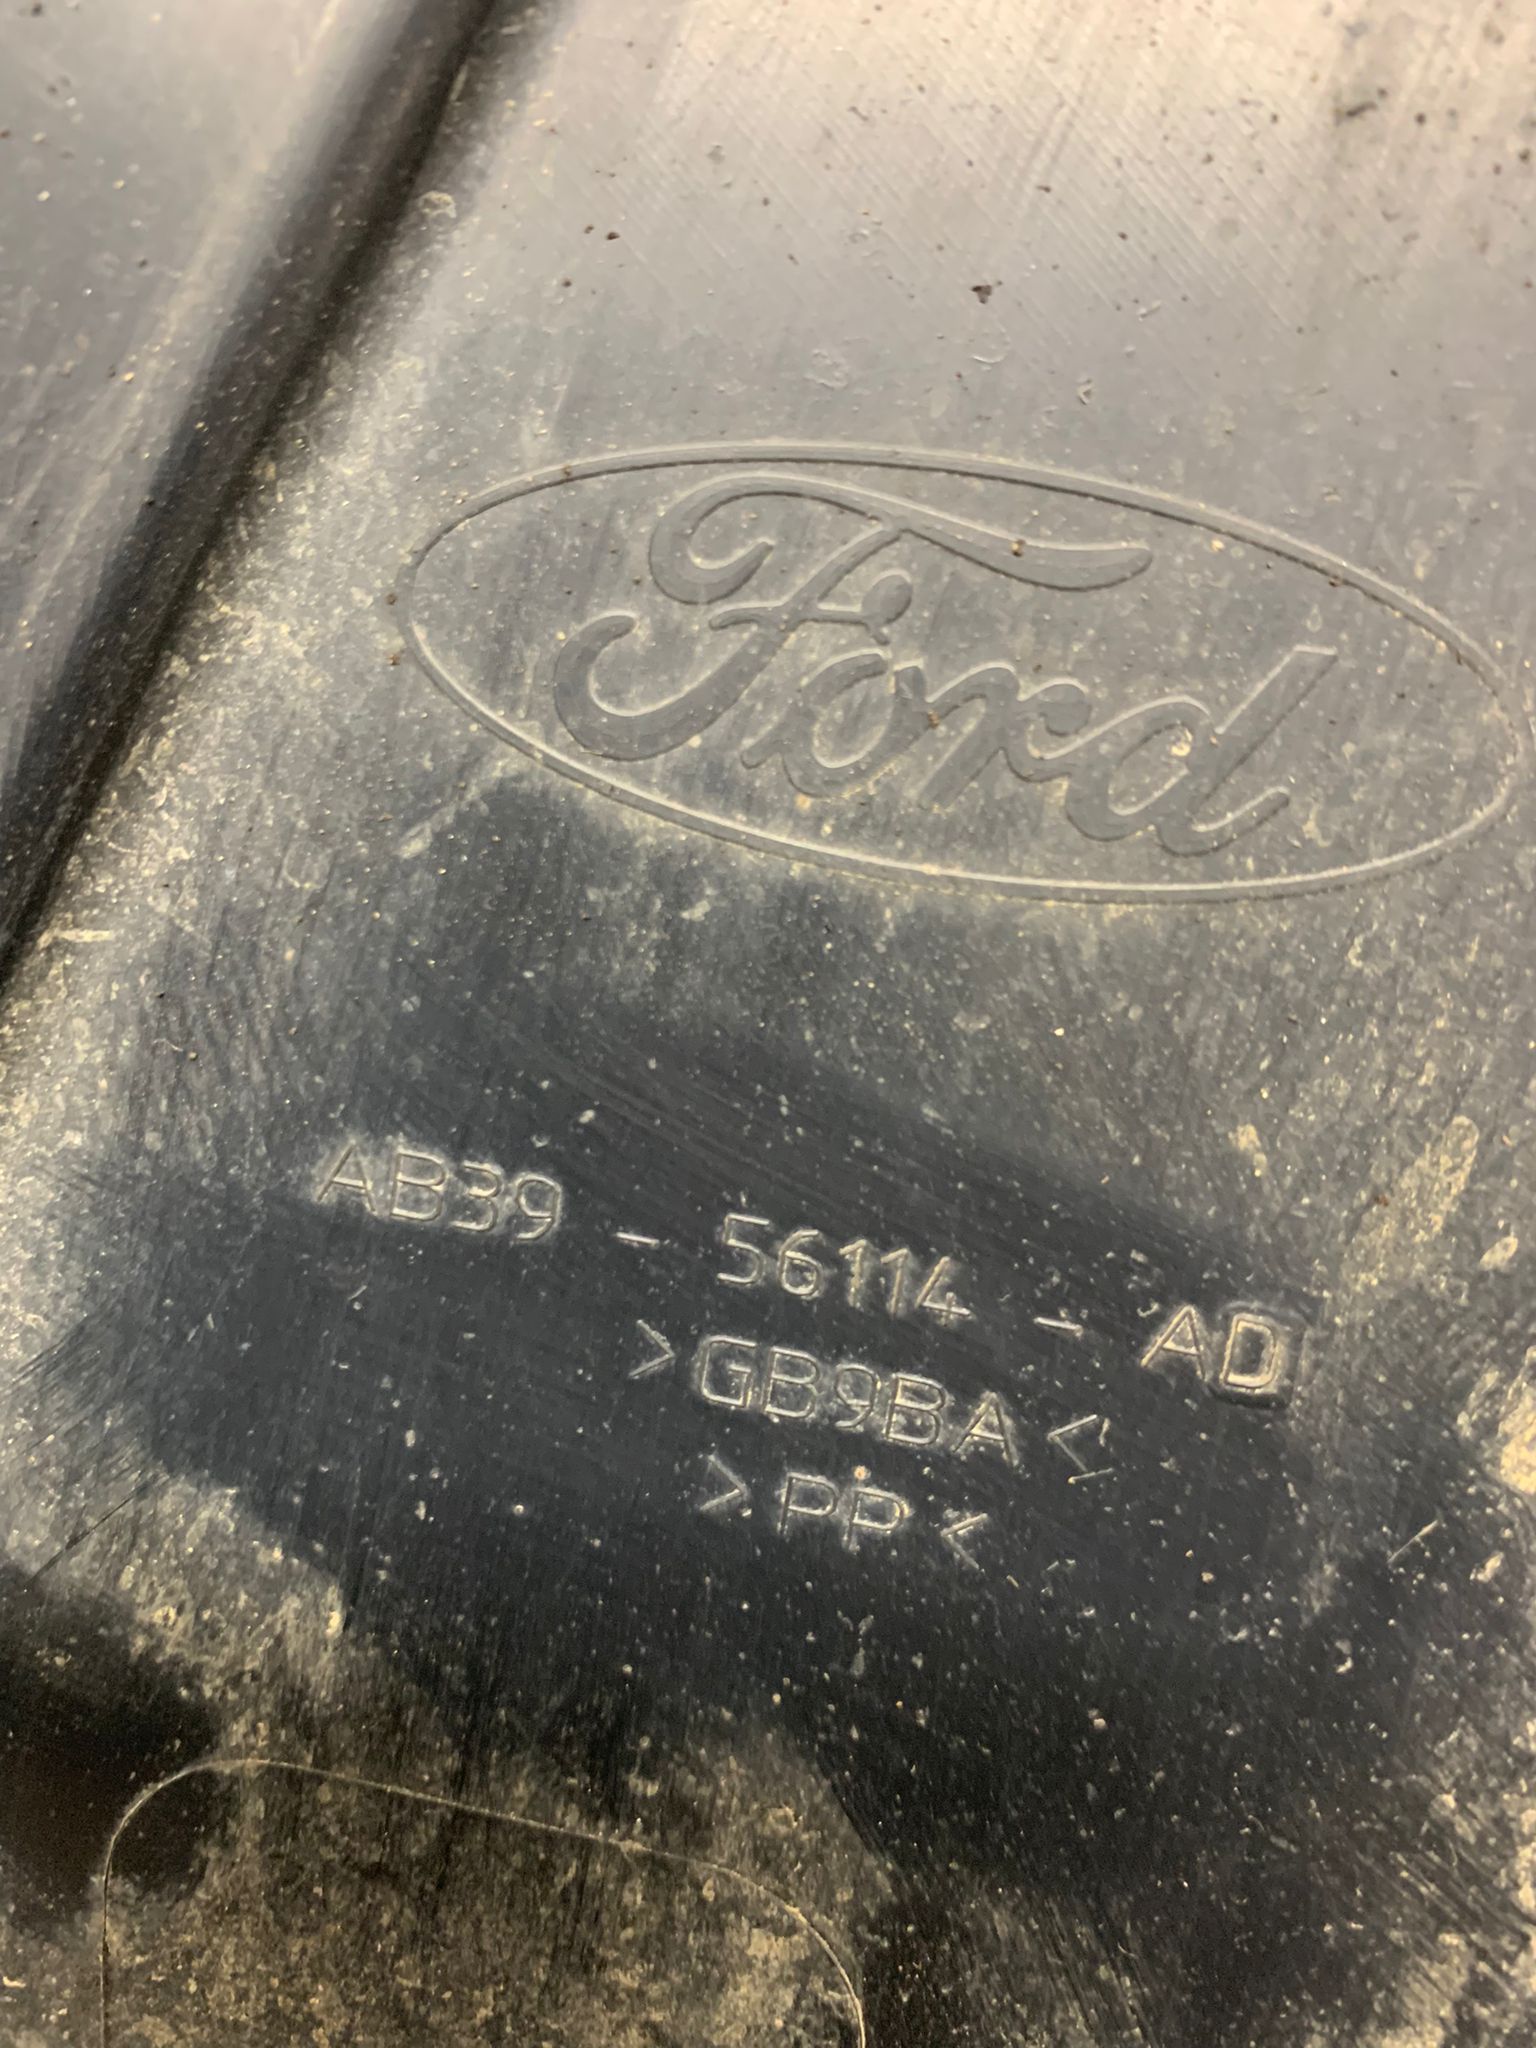 Ford
AB39 - 56114 - AD
>GB9BA<
>PP<